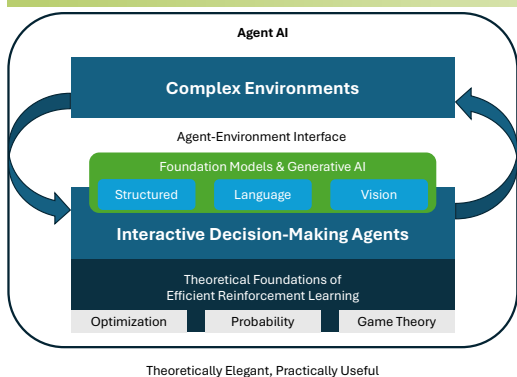 Agent AI
Complex Environments
Agent-Environment Interface
Foundation Models & Generative AI
Structured
Language
Vision
Interactive Decision-Making Agents
Theoretical Foundations of
Efficient Reinforcement Learning
Optimization
Probability
Game Theory
Theoretically Elegant, Practically Useful